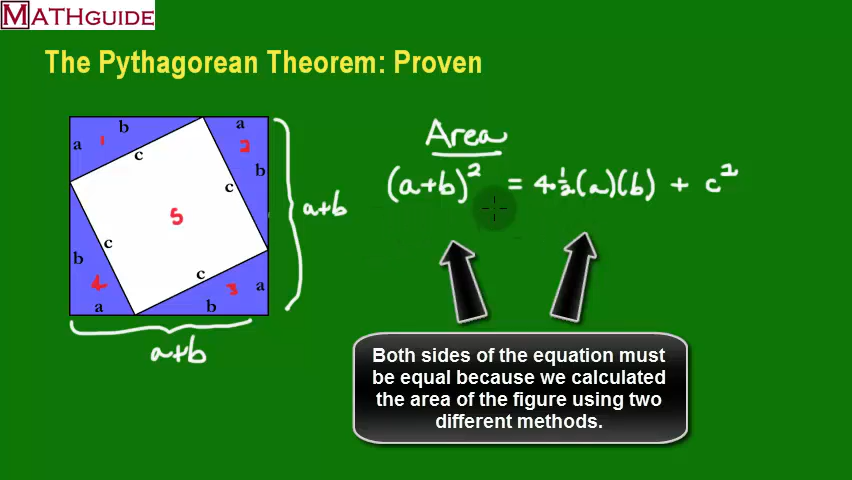 MATHGUIDE
The Pythagorean Theorem: Proven
b a
a 1 2
c b
c
5
a+b
c
b c
4 3 a
a b
a+b
Area
(a+b)² = 4·½(a)(b) + c²
Both sides of the equation must
be equal because we calculated
the area of the figure using two
different methods.